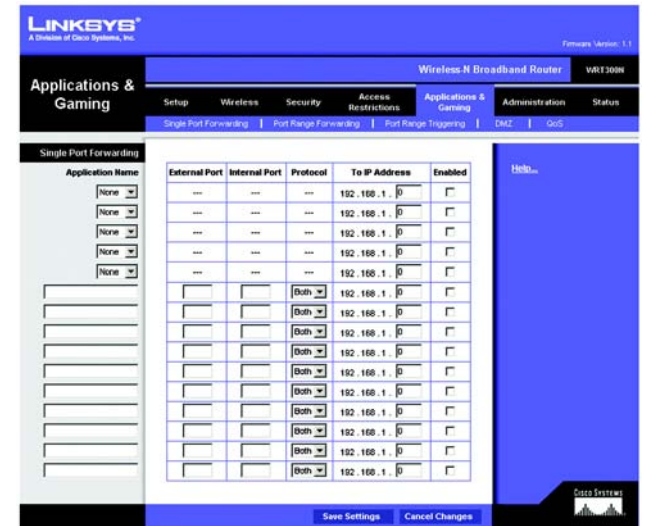 LINKSYS®
A Division of Cisco Systems, Inc.
Firmware Version: 1.1
Wireless-N Broadband Router WRT300N
Applications & Gaming
Setup Wireless Security Access Restrictions Applications & Gaming Administration Status
Single Port Forwarding | Port Range Forwarding | Port Range Triggering | DMZ | QoS
Single Port Forwarding
Help...
Application Name External Port Internal Port Protocol To IP Address Enabled
None --- --- --- 192.168.1.0
None --- --- --- 192.168.1.0
None --- --- --- 192.168.1.0
None --- --- --- 192.168.1.0
None --- --- --- 192.168.1.0
Both 192.168.1.0
Both 192.168.1.0
Both 192.168.1.0
Both 192.168.1.0
Both 192.168.1.0
Both 192.168.1.0
Both 192.168.1.0
Both 192.168.1.0
Both 192.168.1.0
Both 192.168.1.0
Save Settings Cancel Changes
CISCO SYSTEMS